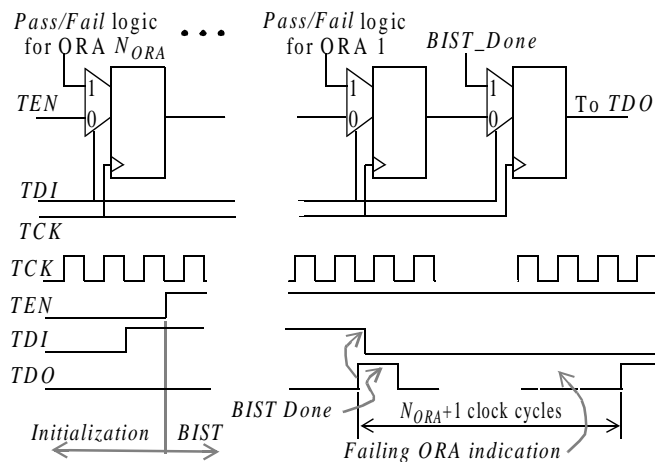 Pass/Fail logic
for ORA N_ORA
• • •
Pass/Fail logic
for ORA 1
BIST_Done
TEN
1
0
1
0
1
0
To TDO
TDI
TCK
TCK
TEN
TDI
TDO
BIST Done
N_ORA+1 clock cycles
Initialization
BIST
Failing ORA indication